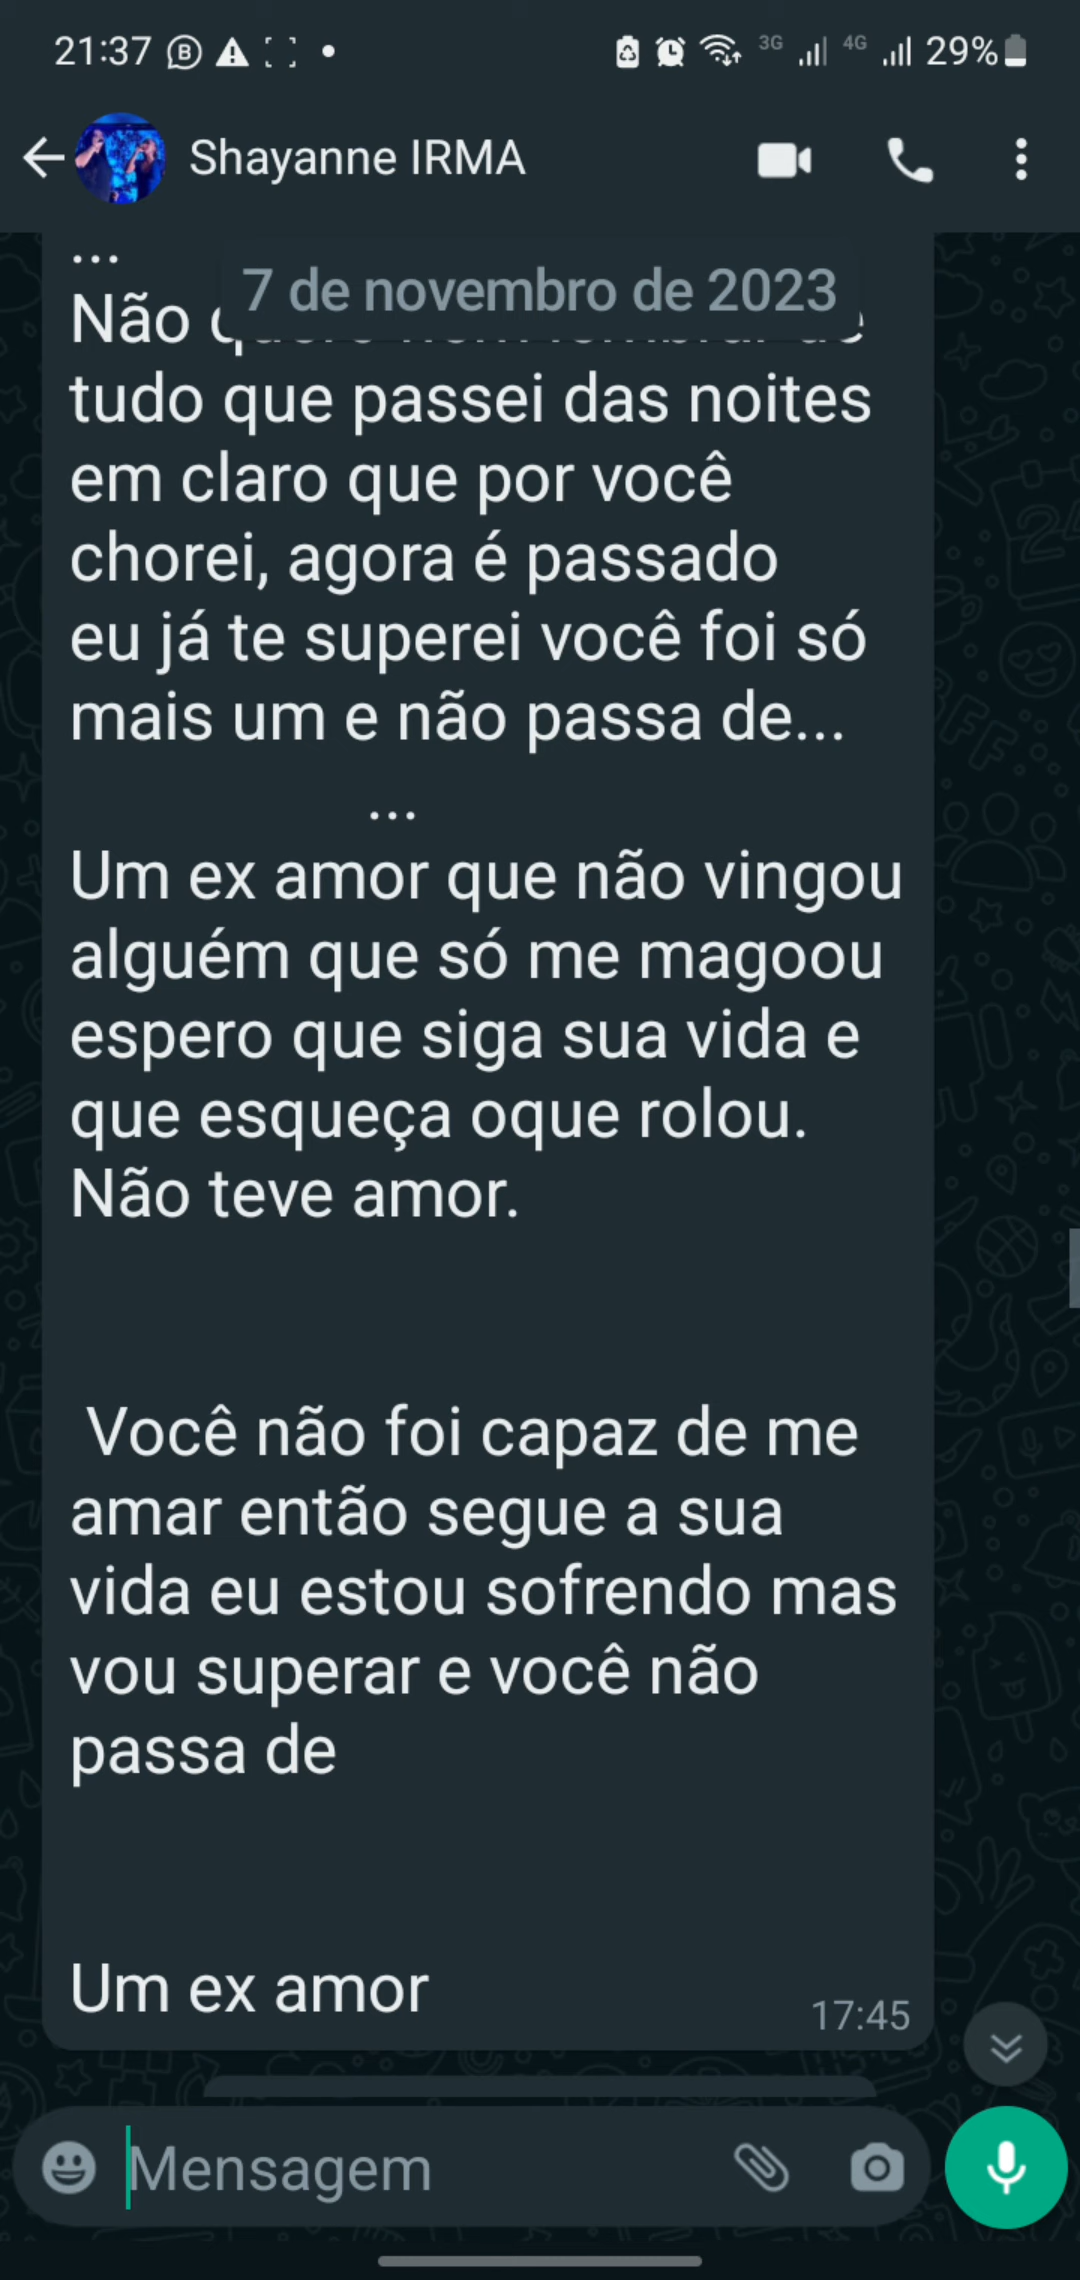 21:37
3G
4G
29%
Shayanne IRMA
...
7 de novembro de 2023
Não
tudo que passei das noites
em claro que por você
chorei, agora é passado
eu já te superei você foi só
mais um e não passa de...
...
Um ex amor que não vingou
alguém que só me magoou
espero que siga sua vida e
que esqueça oque rolou.
Não teve amor.
Você não foi capaz de me
amar então segue a sua
vida eu estou sofrendo mas
vou superar e você não
passa de
Um ex amor
17:45
Mensagem